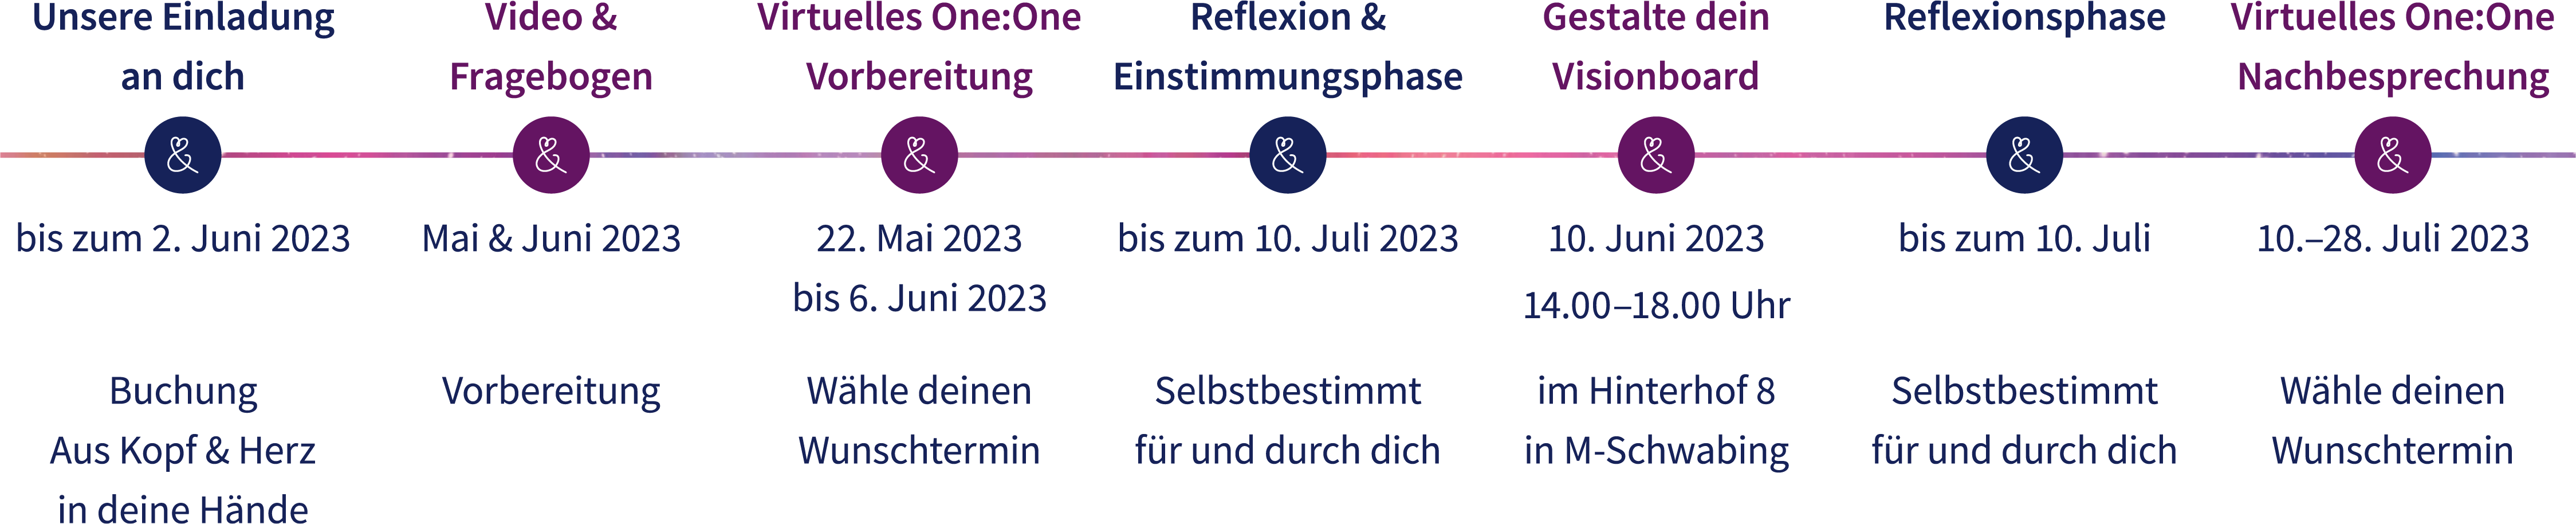 Unsere Einladung
an dich
&
bis zum 2. Juni 2023
Buchung
Aus Kopf & Herz
in deine Hände
Video &
Fragebogen
&
Mai & Juni 2023
Vorbereitung
Virtuelles One:One
Vorbereitung
&
22. Mai 2023
bis 6. Juni 2023
Wähle deinen
Wunschtermin
Reflexion &
Einstimmungsphase
&
bis zum 10. Juli 2023
Selbstbestimmt
für und durch dich
Gestalte dein
Visionboard
&
10. Juni 2023
14.00–18.00 Uhr
im Hinterhof 8
in M-Schwabing
Reflexionsphase
&
bis zum 10. Juli
Selbstbestimmt
für und durch dich
Virtuelles One:One
Nachbesprechung
&
10.–28. Juli 2023
Wähle deinen
Wunschtermin